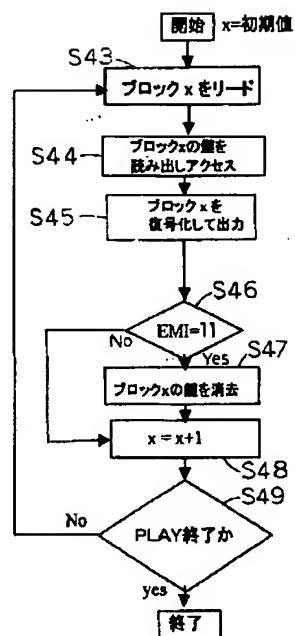 開始 x=初期値
S43
ブロックxをリード
S44
ブロックxの鍵を
読み出しアクセス
S45
ブロックxを
復号化して出力
S46
EMI=11
No
Yes
S47
ブロックxの鍵を消去
x=x+1
S48
S49
PLAY終了か
No
yes
終了